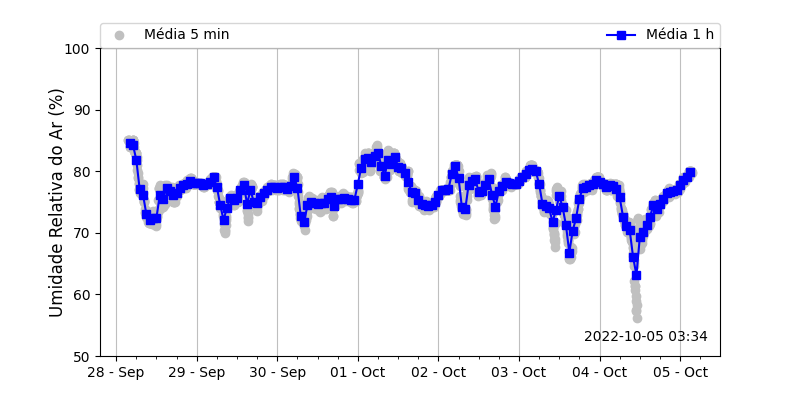 Média 5 min
Média 1 h
Umidade Relativa do Ar (%)
100
90
80
70
60
50
2022-10-05 03:34
28 - Sep
29 - Sep
30 - Sep
01 - Oct
02 - Oct
03 - Oct
04 - Oct
05 - Oct